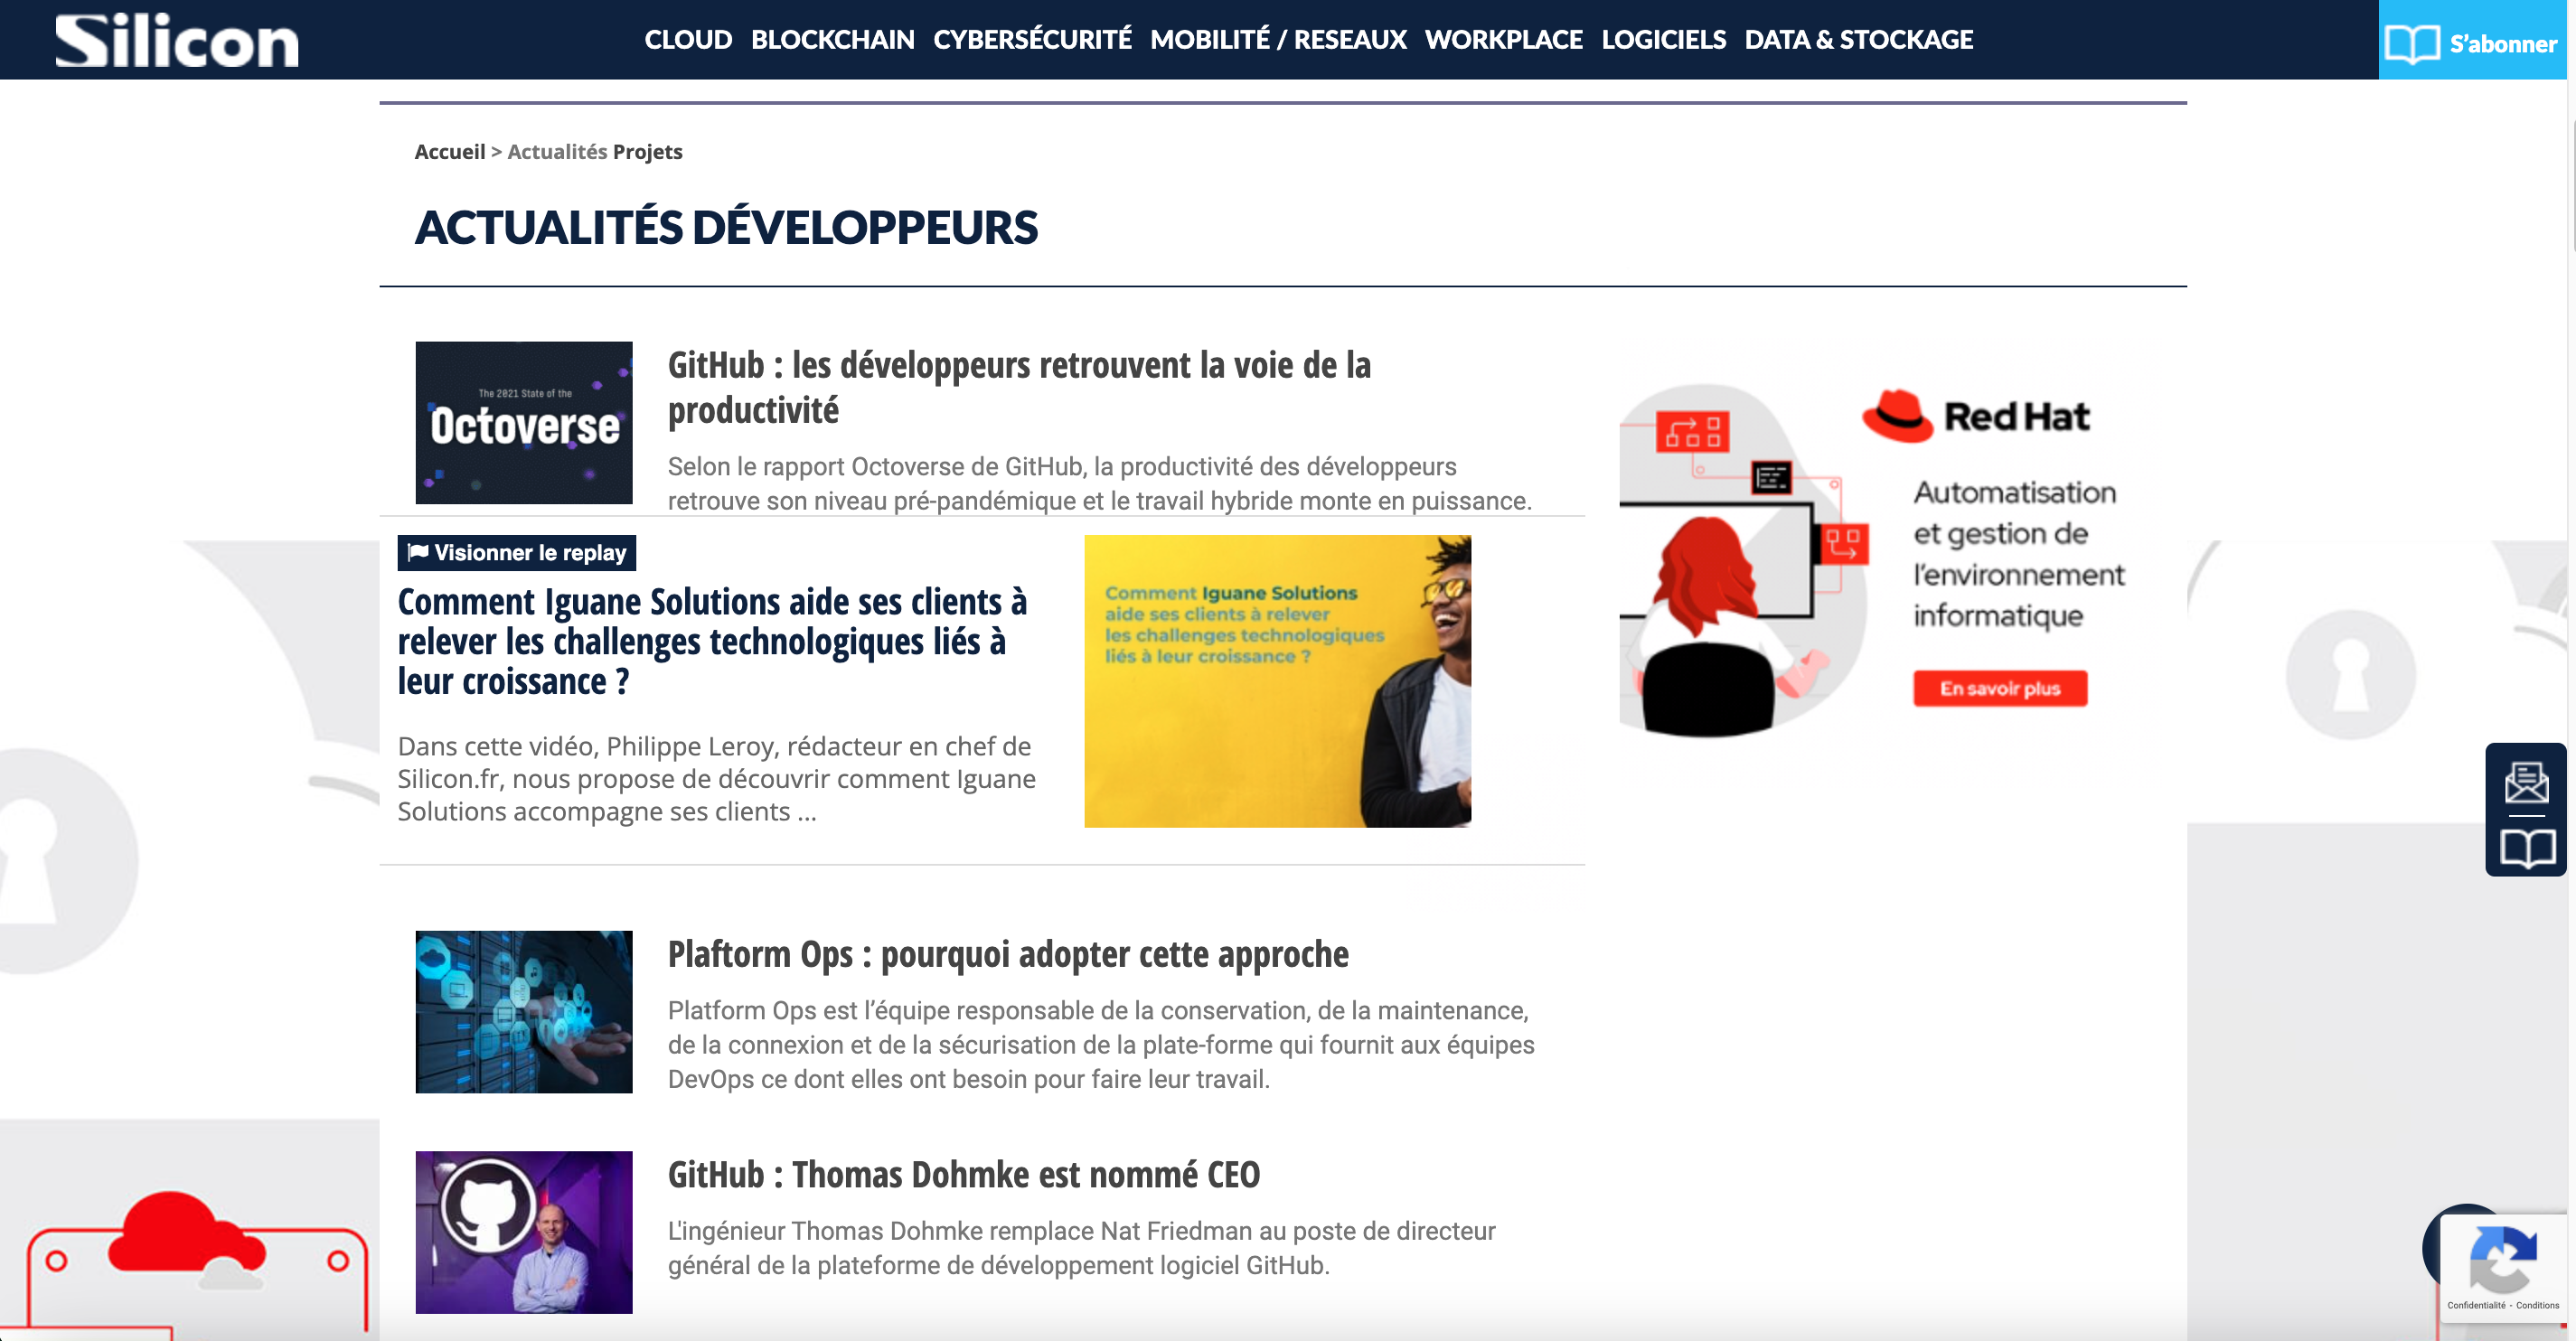 Silicon
CLOUD BLOCKCHAIN CYBERSÉCURITÉ MOBILITÉ / RESEAUX WORKPLACE LOGICIELS DATA & STOCKAGE
S'abonner
Accueil > Actualités Projets
ACTUALITÉS DÉVELOPPEURS
The 2021 State of the
Octoverse
GitHub : les développeurs retrouvent la voie de la
productivité
Selon le rapport Octoverse de GitHub, la productivité des développeurs
retrouve son niveau pré-pandémique et le travail hybride monte en puissance.
Visionner le replay
Comment Iguane Solutions aide ses clients à
relever les challenges technologiques liés à
leur croissance ?
Dans cette vidéo, Philippe Leroy, rédacteur en chef de
Silicon.fr, nous propose de découvrir comment Iguane
Solutions accompagne ses clients ...
Comment Iguane Solutions
aide ses clients à relever
les challenges technologiques
liés à leur croissance ?
Plaftorm Ops : pourquoi adopter cette approche
Platform Ops est l’équipe responsable de la conservation, de la maintenance,
de la connexion et de la sécurisation de la plate-forme qui fournit aux équipes
DevOps ce dont elles ont besoin pour faire leur travail.
GitHub : Thomas Dohmke est nommé CEO
L'ingénieur Thomas Dohmke remplace Nat Friedman au poste de directeur
général de la plateforme de développement logiciel GitHub.
Red Hat
Automatisation
et gestion de
l'environnement
informatique
En savoir plus
Confidentialité - Conditions